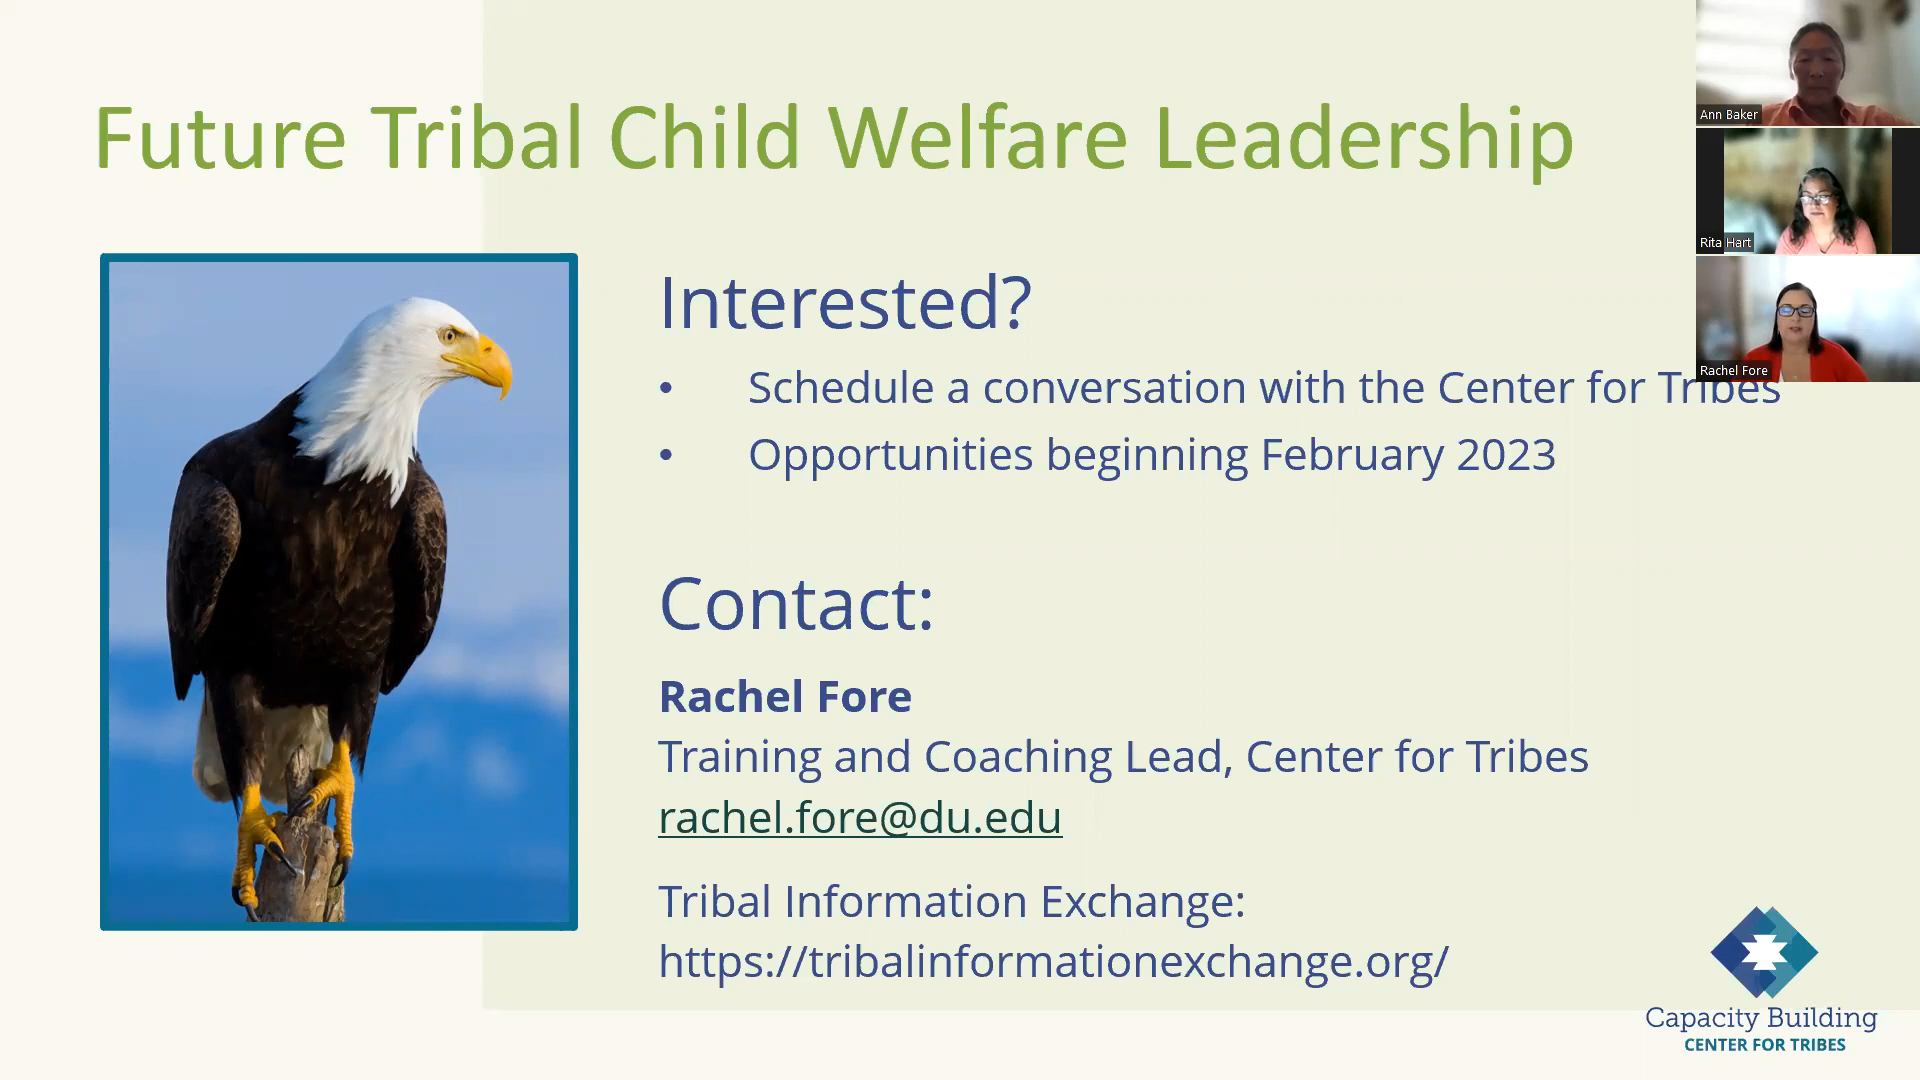 Future Tribal Child Welfare Leadership
Ann Baker
Rita Hart
Rachel Fore
Interested?
• Schedule a conversation with the Center for Tribes
• Opportunities beginning February 2023
Contact:
Rachel Fore
Training and Coaching Lead, Center for Tribes
rachel.fore@du.edu
Tribal Information Exchange:
https://tribalinformationexchange.org/
Capacity Building
CENTER FOR TRIBES